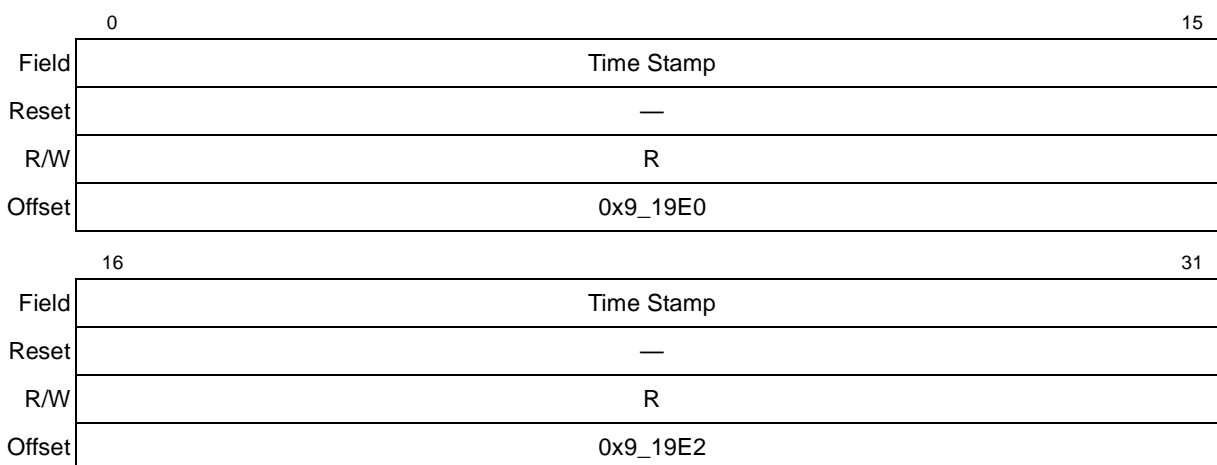 0 15
Field Time Stamp
Reset —
R/W R
Offset 0x9_19E0
16 31
Field Time Stamp
Reset —
R/W R
Offset 0x9_19E2